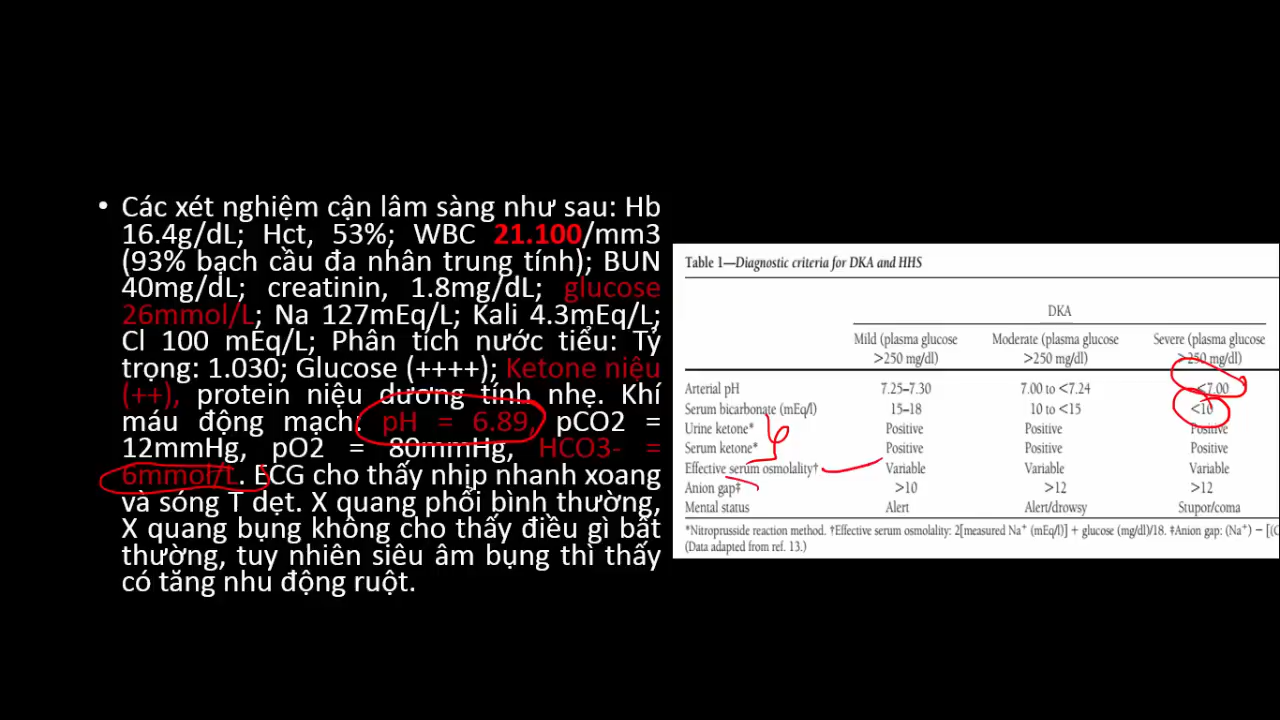 • Các xét nghiệm cận lâm sàng như sau: Hb
16.4g/dL; Hct, 53%; WBC 21.100/mm3
(93% bạch cầu đa nhân trung tính); BUN
40mg/dL; creatinin, 1.8mg/dL; glucose
26mmol/L; Na 127mEq/L; Kali 4.3mEq/L;
Cl 100 mEq/L; Phân tích nước tiểu: Tỷ
trọng: 1.030; Glucose (++++); Ketone niệu
(++), protein niệu dương tính nhẹ. Khí
máu động mạch: pH = 6.89, pCO2 =
12mmHg, pO2 = 80mmHg, HCO3- =
6mmol/L. ECG cho thấy nhịp nhanh xoang
và sóng T dẹt. X quang phổi bình thường,
X quang bụng không cho thấy điều gì bất
thường, tuy nhiên siêu âm bụng thì thấy
có tăng nhu động ruột.
Table 1—Diagnostic criteria for DKA and HHS
DKA
Mild (plasma glucose Moderate (plasma glucose Severe (plasma glucose
>250 mg/dl) >250 mg/dl) >250 mg/dl)
Arterial pH 7.25–7.30 7.00 to <7.24 <7.00
Serum bicarbonate (mEq/l) 15–18 10 to <15 <10
Urine ketone* Positive Positive Positive
Serum ketone* Positive Positive Positive
Effective serum osmolality† Variable Variable Variable
Anion gap‡ >10 >12 >12
Mental status Alert Alert/drowsy Stupor/coma
*Nitroprusside reaction method. †Effective serum osmolality: 2[measured Na⁺ (mEq/l)] + glucose (mg/dl)/18. ‡Anion gap: (Na⁺) − [(C
(Data adapted from ref. 13.)